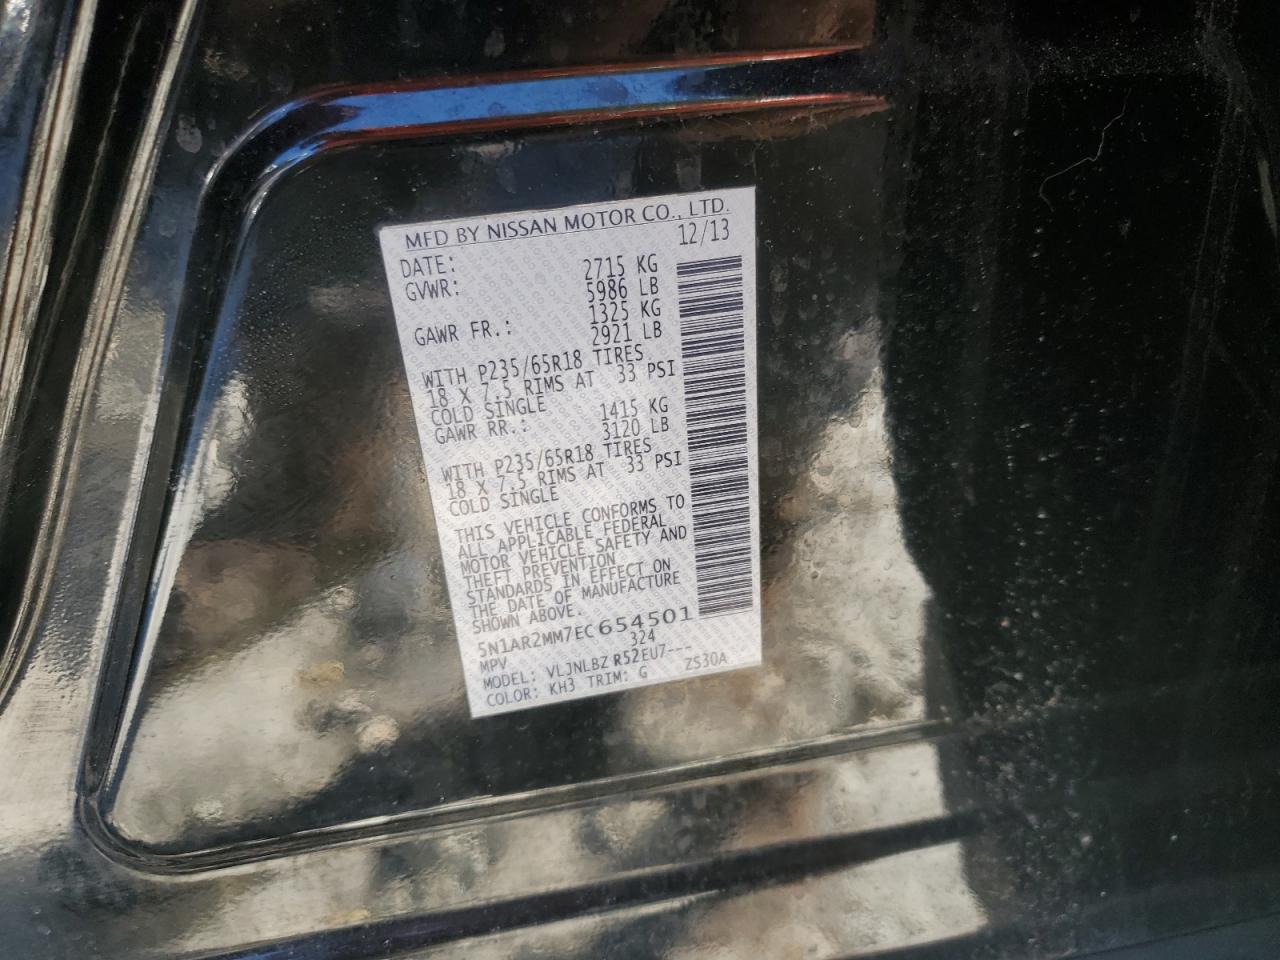 MFD BY NISSAN MOTOR CO., LTD.
DATE: 12/13
GVWR: 2715 KG
5986 LB
GAWR FR.: 1325 KG
2921 LB
WITH P235/65R18 TIRES
18 X 7.5 RIMS AT 33 PSI
COLD SINGLE
GAWR RR.: 1415 KG
3120 LB
WITH P235/65R18 TIRES
18 X 7.5 RIMS AT 33 PSI
COLD SINGLE
THIS VEHICLE CONFORMS TO
ALL APPLICABLE FEDERAL
MOTOR VEHICLE SAFETY AND
THEFT PREVENTION
STANDARDS IN EFFECT ON
THE DATE OF MANUFACTURE
SHOWN ABOVE.
5N1AR2MM7EC654501
MPV 324
MODEL: VLJNLBZ R52EU7---
COLOR: KH3 TRIM: G ZS30A